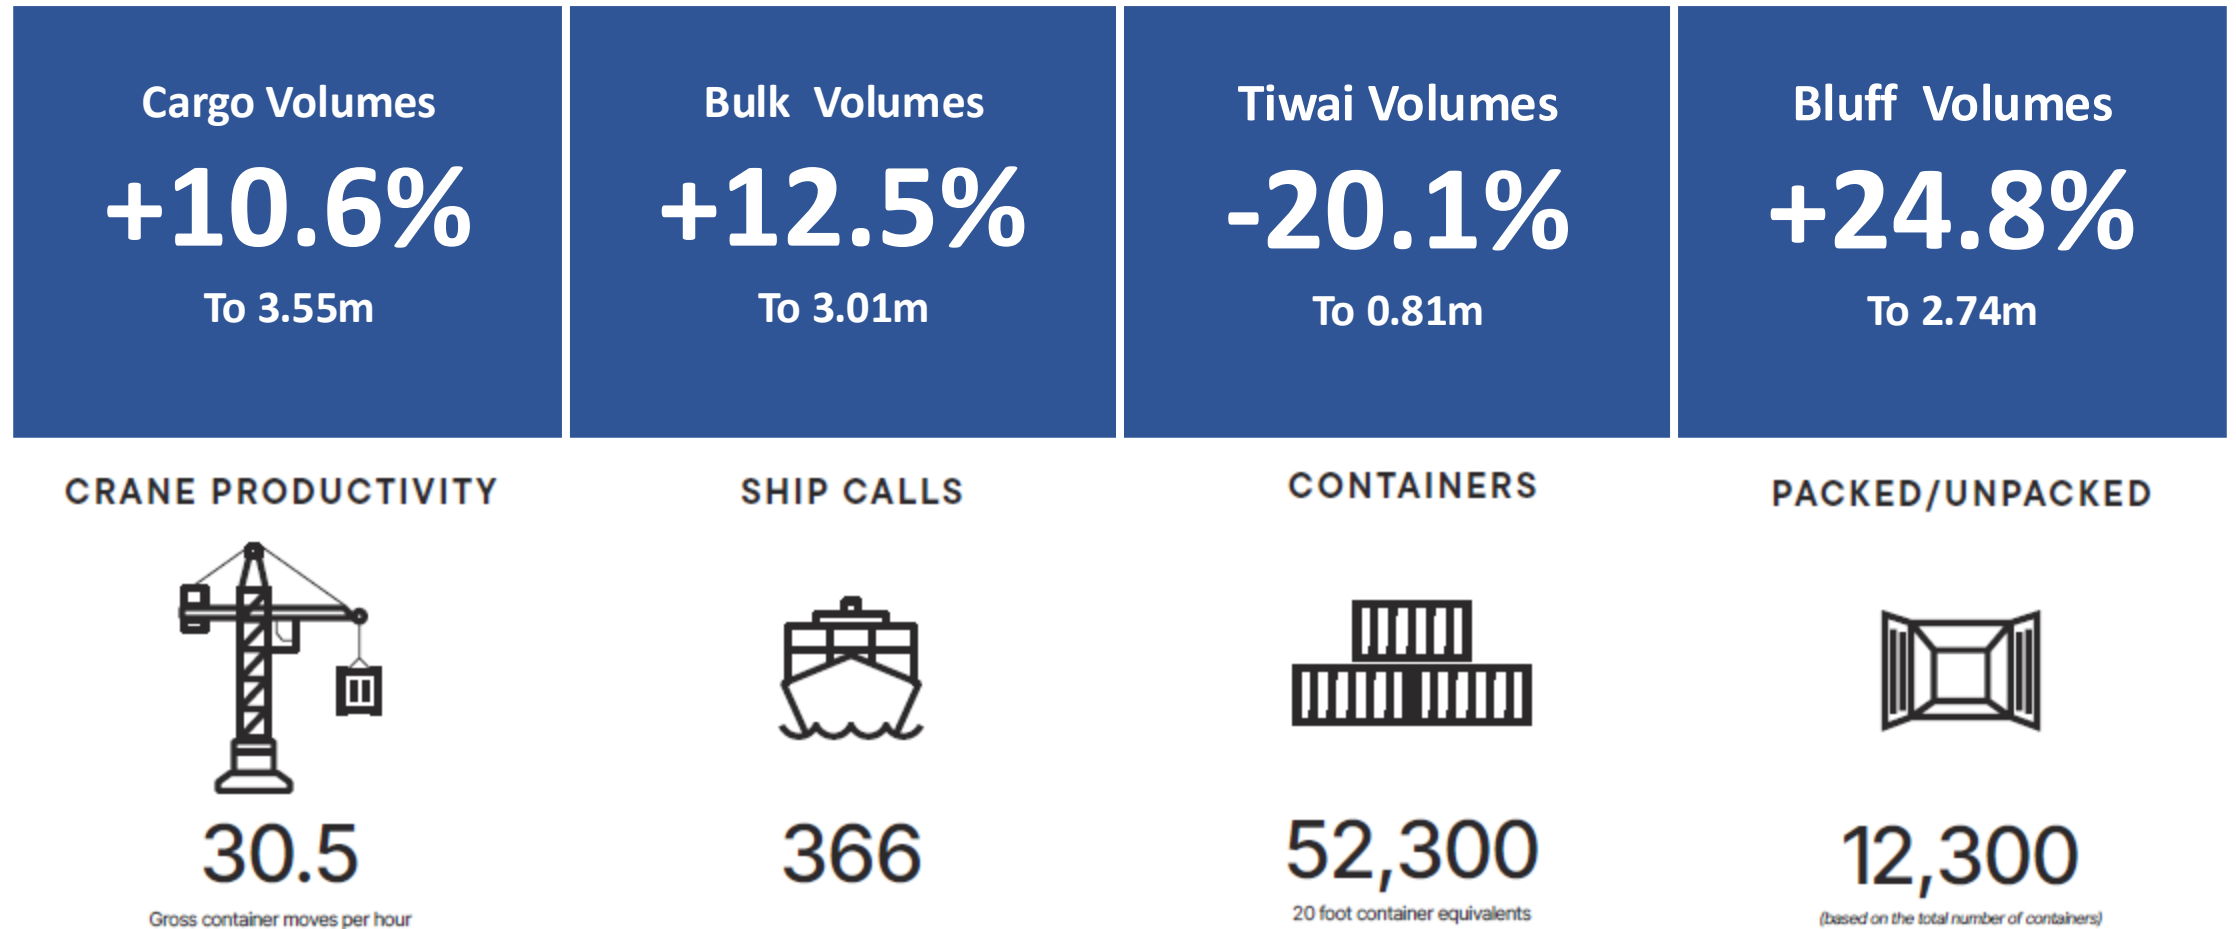 Cargo Volumes
+10.6%
To 3.55m
Bulk Volumes
+12.5%
To 3.01m
Tiwai Volumes
-20.1%
To 0.81m
Bluff Volumes
+24.8%
To 2.74m
CRANE PRODUCTIVITY
30.5
Gross container moves per hour
SHIP CALLS
366
CONTAINERS
52,300
20 foot container equivalents
PACKED/UNPACKED
12,300
(based on the total number of containers)